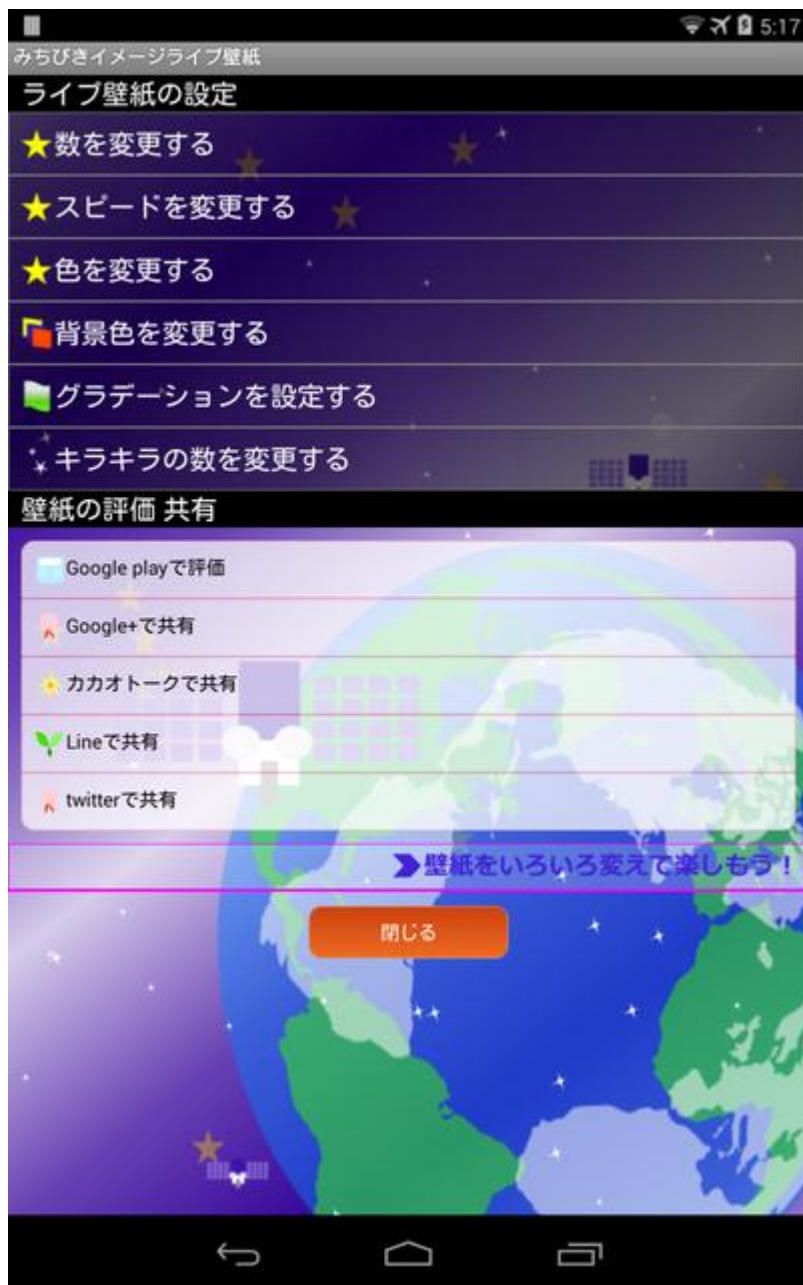 5:17
みちびきイメージライブ壁紙
ライブ壁紙の設定
★数を変更する
★スピードを変更する
★色を変更する
背景色を変更する
グラデーションを設定する
キラキラの数を変更する
壁紙の評価 共有
Google playで評価
Google+で共有
カカオトークで共有
Lineで共有
twitterで共有
壁紙をいろいろ変えて楽しもう！
閉じる